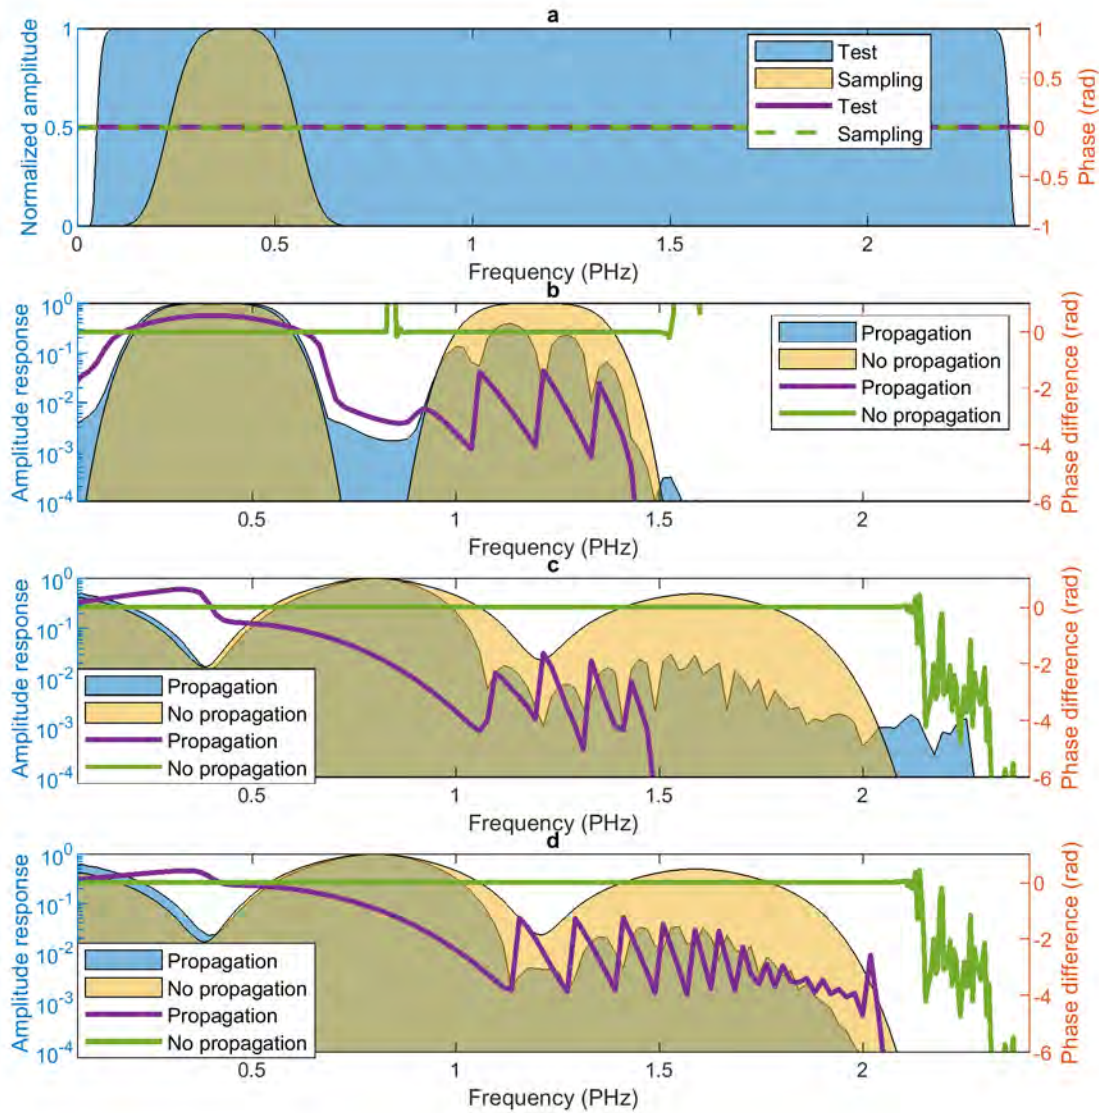 a
Normalized amplitude
1
0.5
0
Test
Sampling
Test
Sampling
1
0.5
0
-0.5
-1
Phase (rad)
0 0.5 1 1.5 2
Frequency (PHz)
b
Amplitude response
10^0
10^-1
10^-2
10^-3
10^-4
Propagation
No propagation
Propagation
No propagation
0
-2
-4
-6
Phase difference (rad)
0.5 1 1.5 2
Frequency (PHz)
c
Amplitude response
10^0
10^-1
10^-2
10^-3
10^-4
Propagation
No propagation
Propagation
No propagation
0
-2
-4
-6
Phase difference (rad)
0.5 1 1.5 2
Frequency (PHz)
d
Amplitude response
10^0
10^-1
10^-2
10^-3
10^-4
Propagation
No propagation
Propagation
No propagation
0
-2
-4
-6
Phase difference (rad)
0.5 1 1.5 2
Frequency (PHz)